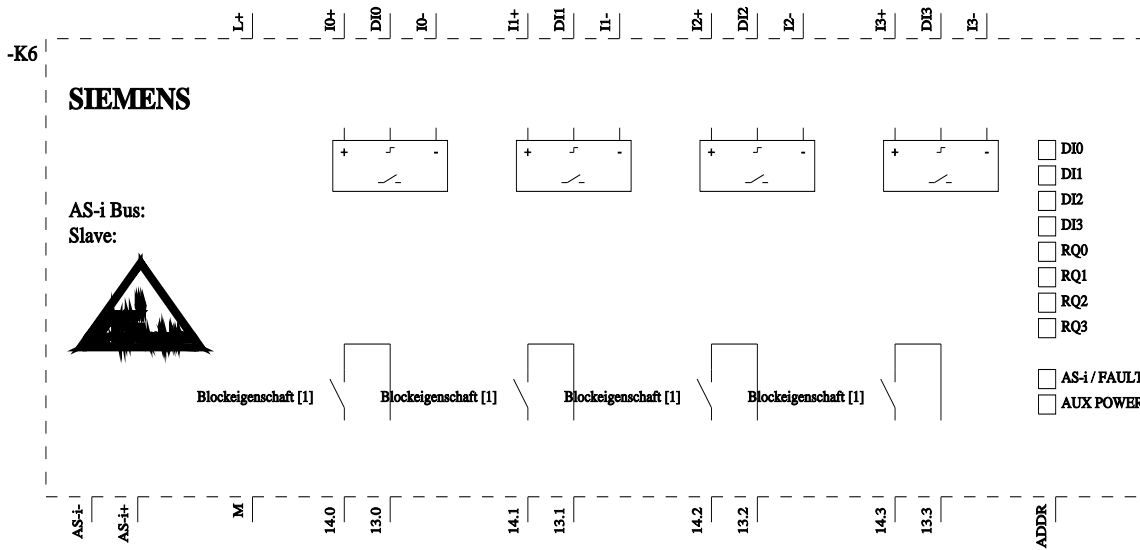 L+ I0+ DI0 I0- I1+ DI1 I1- I2+ DI2 I2- I3+ DI3 I3-
-K6
SIEMENS
+ - + - + - + -
DI0
DI1
DI2
DI3
RQ0
RQ1
RQ2
RQ3
AS-i Bus:
Slave:
AS-i / FAULT
AUX POWER
Blockeigenschaft [1] Blockeigenschaft [1] Blockeigenschaft [1] Blockeigenschaft [1]
AS-i- AS-i+ M 14.0 13.0 14.1 13.1 14.2 13.2 14.3 13.3 ADDR